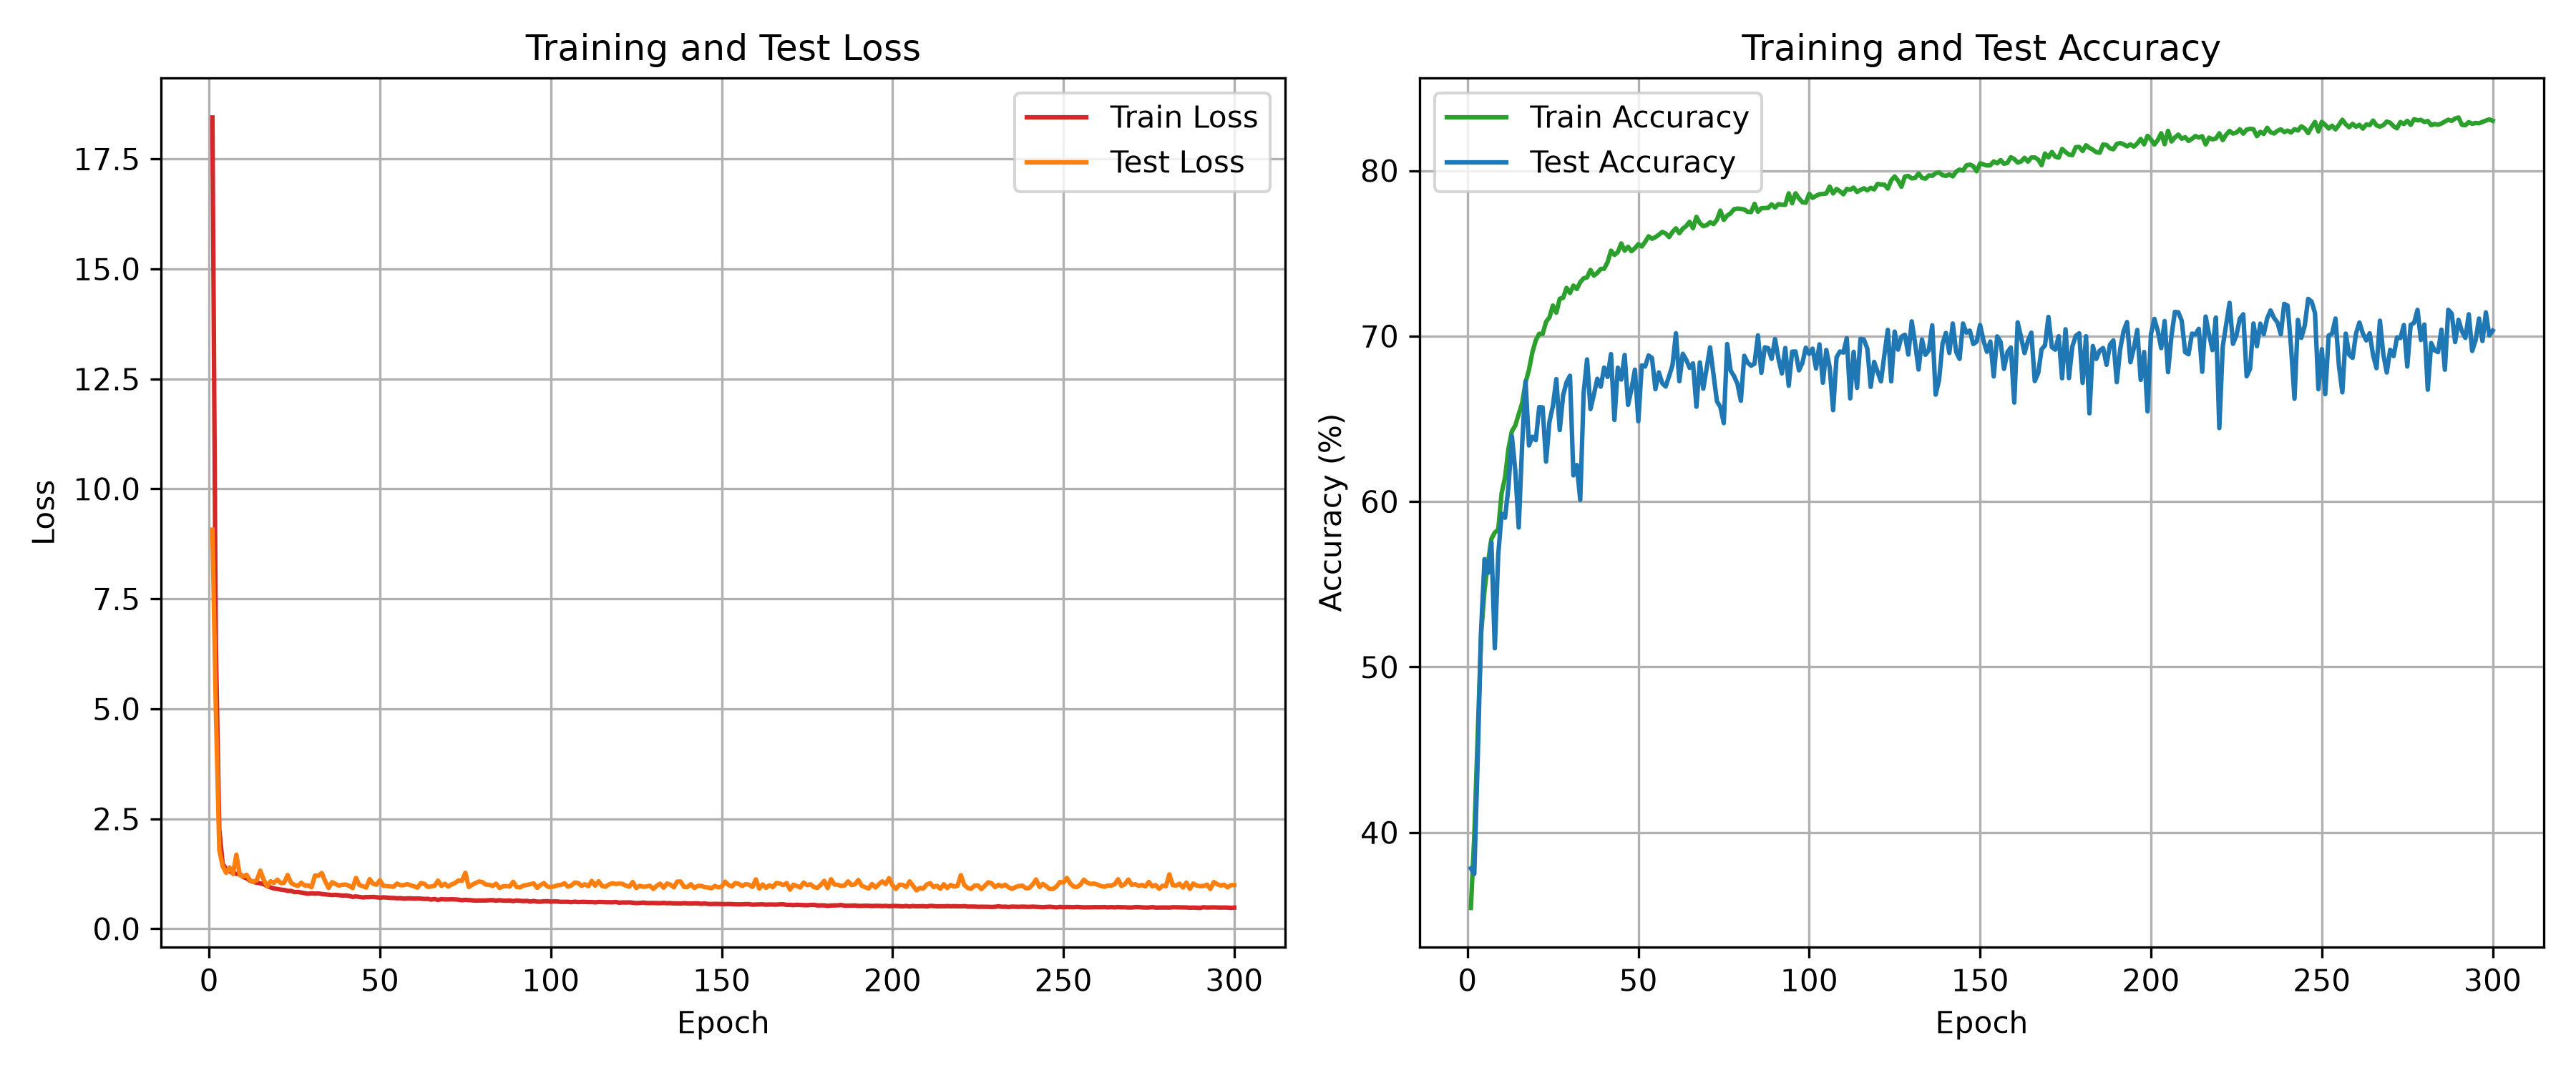 Training and Test Loss
Train Loss
Test Loss
Loss
17.5
15.0
12.5
10.0
7.5
5.0
2.5
0.0
0 50 100 150 200 250 300
Epoch
Training and Test Accuracy
Train Accuracy
Test Accuracy
Accuracy (%)
80
70
60
50
40
0 50 100 150 200 250 300
Epoch